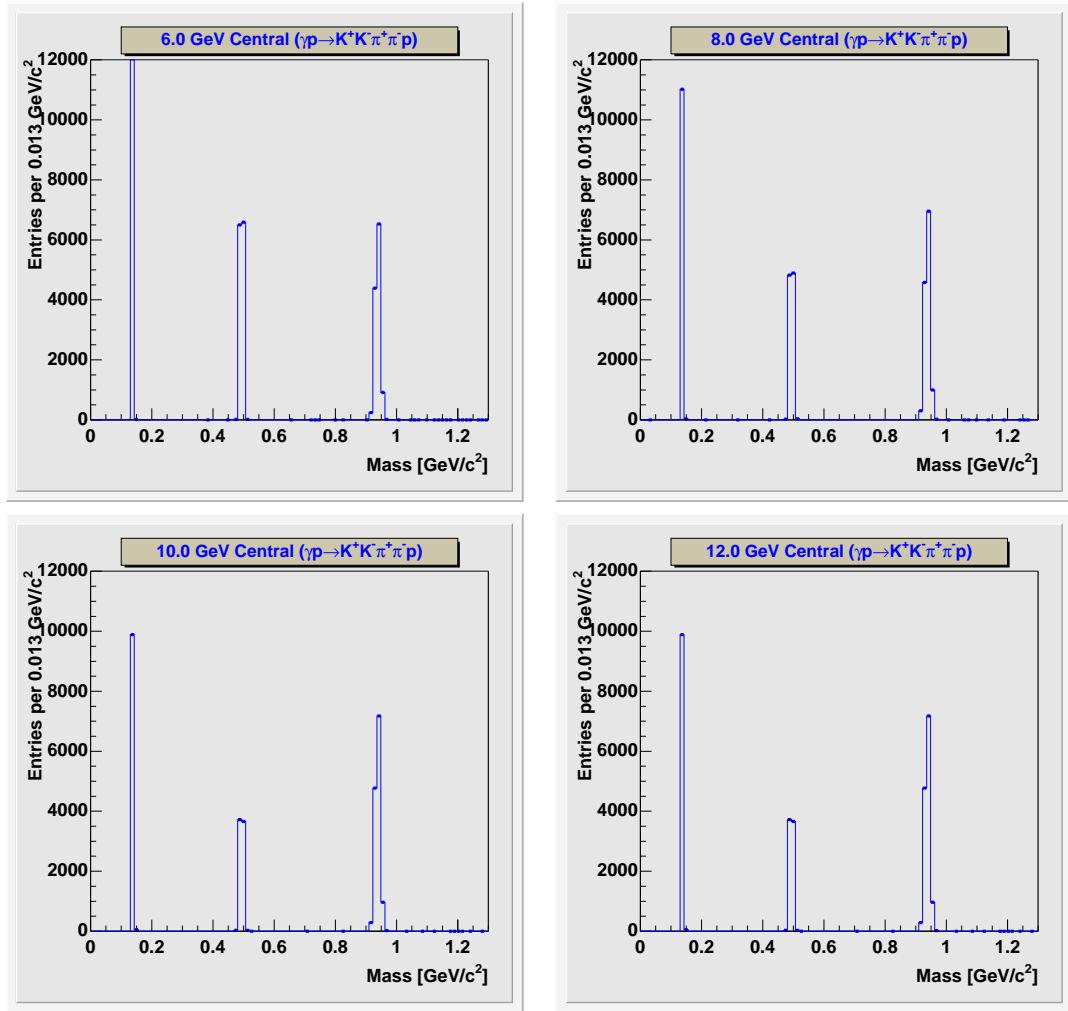 6.0 GeV Central (γp→K⁺K⁻π⁺π⁻p)
Entries per 0.013 GeV/c²
12000
10000
8000
6000
4000
2000
0
0 0.2 0.4 0.6 0.8 1 1.2
Mass [GeV/c²]
8.0 GeV Central (γp→K⁺K⁻π⁺π⁻p)
Entries per 0.013 GeV/c²
12000
10000
8000
6000
4000
2000
0
0 0.2 0.4 0.6 0.8 1 1.2
Mass [GeV/c²]
10.0 GeV Central (γp→K⁺K⁻π⁺π⁻p)
Entries per 0.013 GeV/c²
12000
10000
8000
6000
4000
2000
0
0 0.2 0.4 0.6 0.8 1 1.2
Mass [GeV/c²]
12.0 GeV Central (γp→K⁺K⁻π⁺π⁻p)
Entries per 0.013 GeV/c²
12000
10000
8000
6000
4000
2000
0
0 0.2 0.4 0.6 0.8 1 1.2
Mass [GeV/c²]